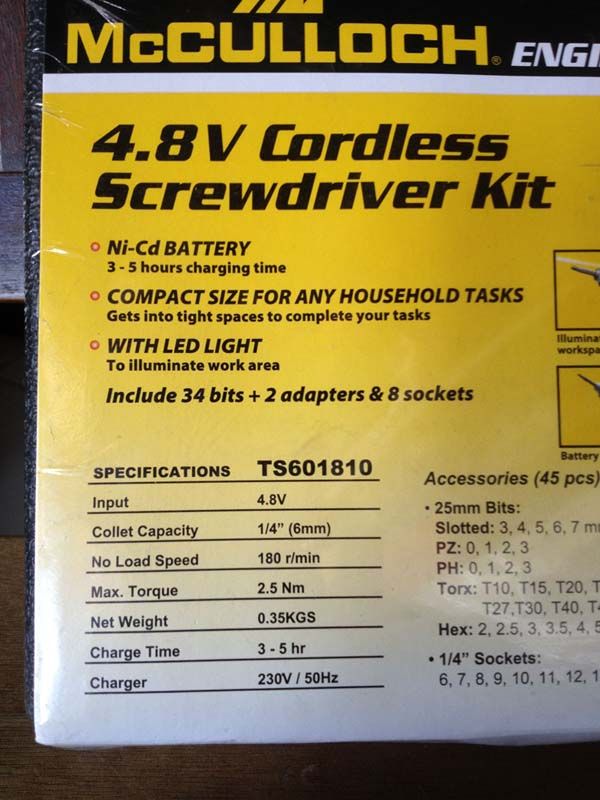 McCULLOCH®
4.8V Cordless
Screwdriver Kit
Ni-Cd BATTERY
3 - 5 hours charging time
COMPACT SIZE FOR ANY HOUSEHOLD TASKS
Gets into tight spaces to complete your tasks
WITH LED LIGHT
To illuminate work area
Include 34 bits + 2 adapters & 8 sockets
Battery
SPECIFICATIONS TS601810
Input 4.8V
Collet Capacity 1/4” (6mm)
No Load Speed 180 r/min
Max. Torque 2.5 Nm
Net Weight 0.35KGS
Charge Time 3 - 5 hr
Charger 230V / 50Hz
Accessories (45 pcs)
• 25mm Bits:
Slotted: 3, 4, 5, 6, 7
PZ: 0, 1, 2, 3
PH: 0, 1, 2, 3
Torx: T10, T15, T20,
T27,T30, T40,
Hex: 2, 2.5, 3, 3.5, 4,
• 1/4” Sockets:
6, 7, 8, 9, 10, 11, 12,